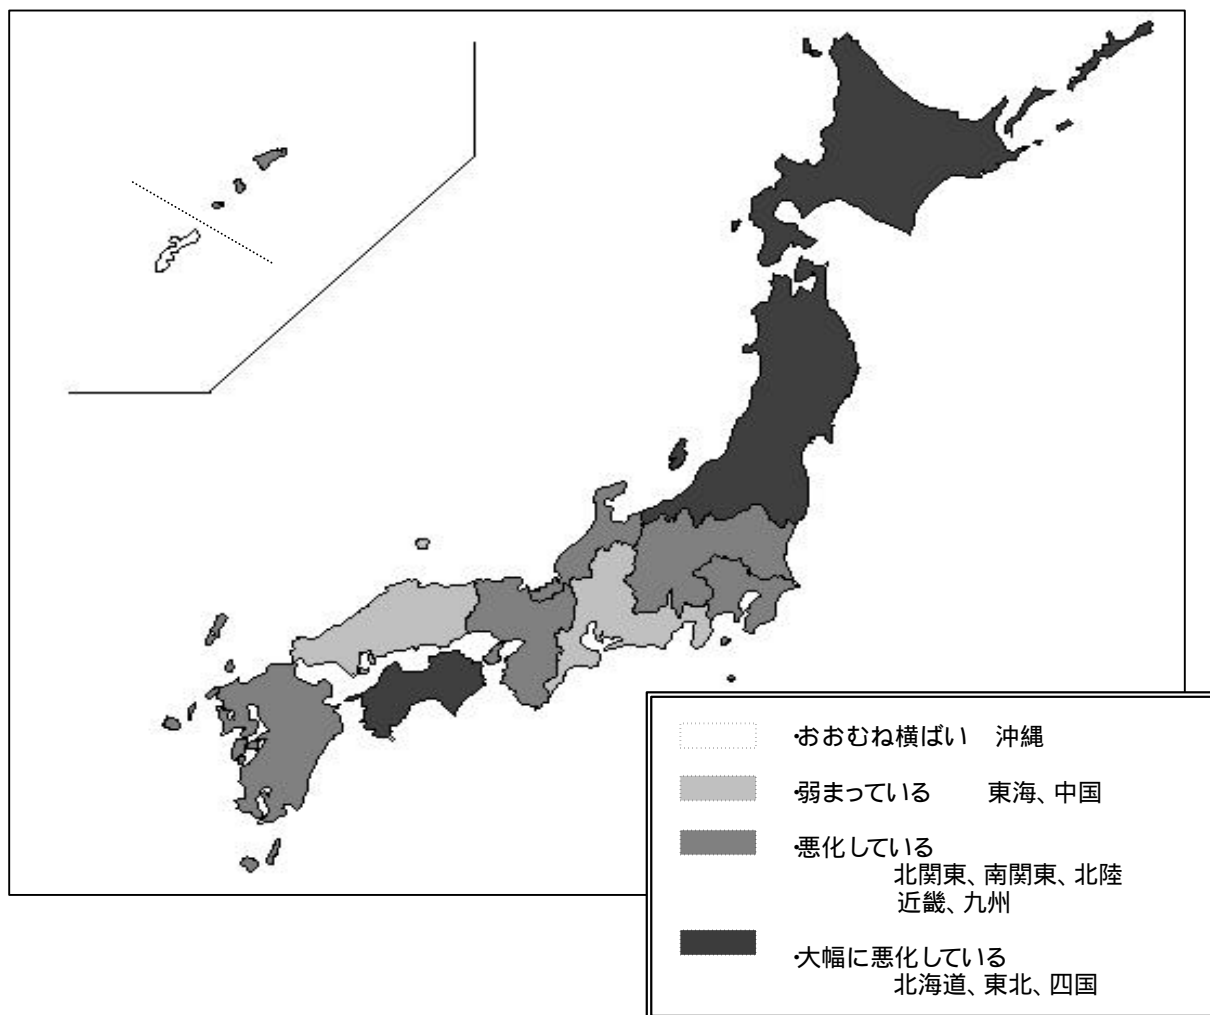 ・おおむね横ばい　沖縄
・弱まっている　　東海、中国
・悪化している
北関東、南関東、北陸
近畿、九州
・大幅に悪化している
北海道、東北、四国